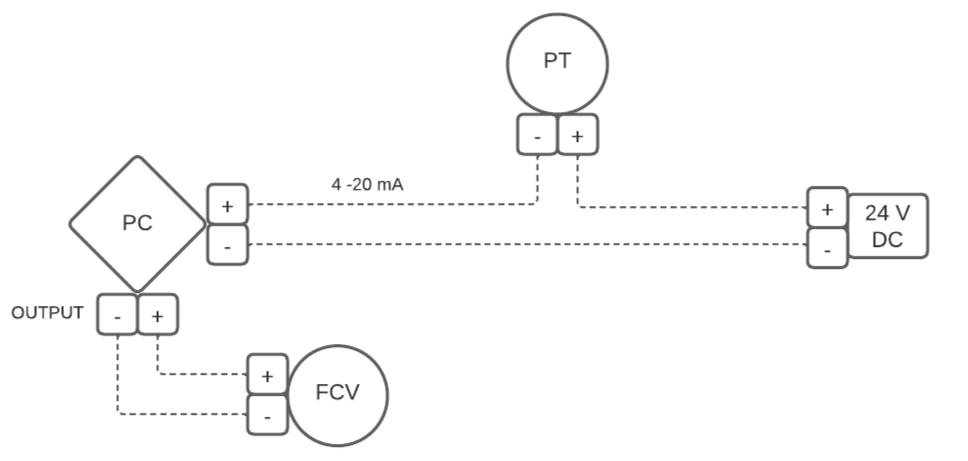 PT
- +
4 -20 mA
PC
+
-
+
-
24 V
DC
OUTPUT
- +
+
-
FCV